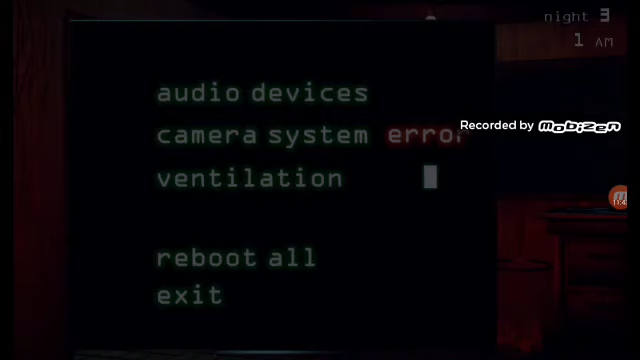 night 3
1 AM
audio devices
camera system error
Recorded by mobizen
ventilation
reboot all
exit